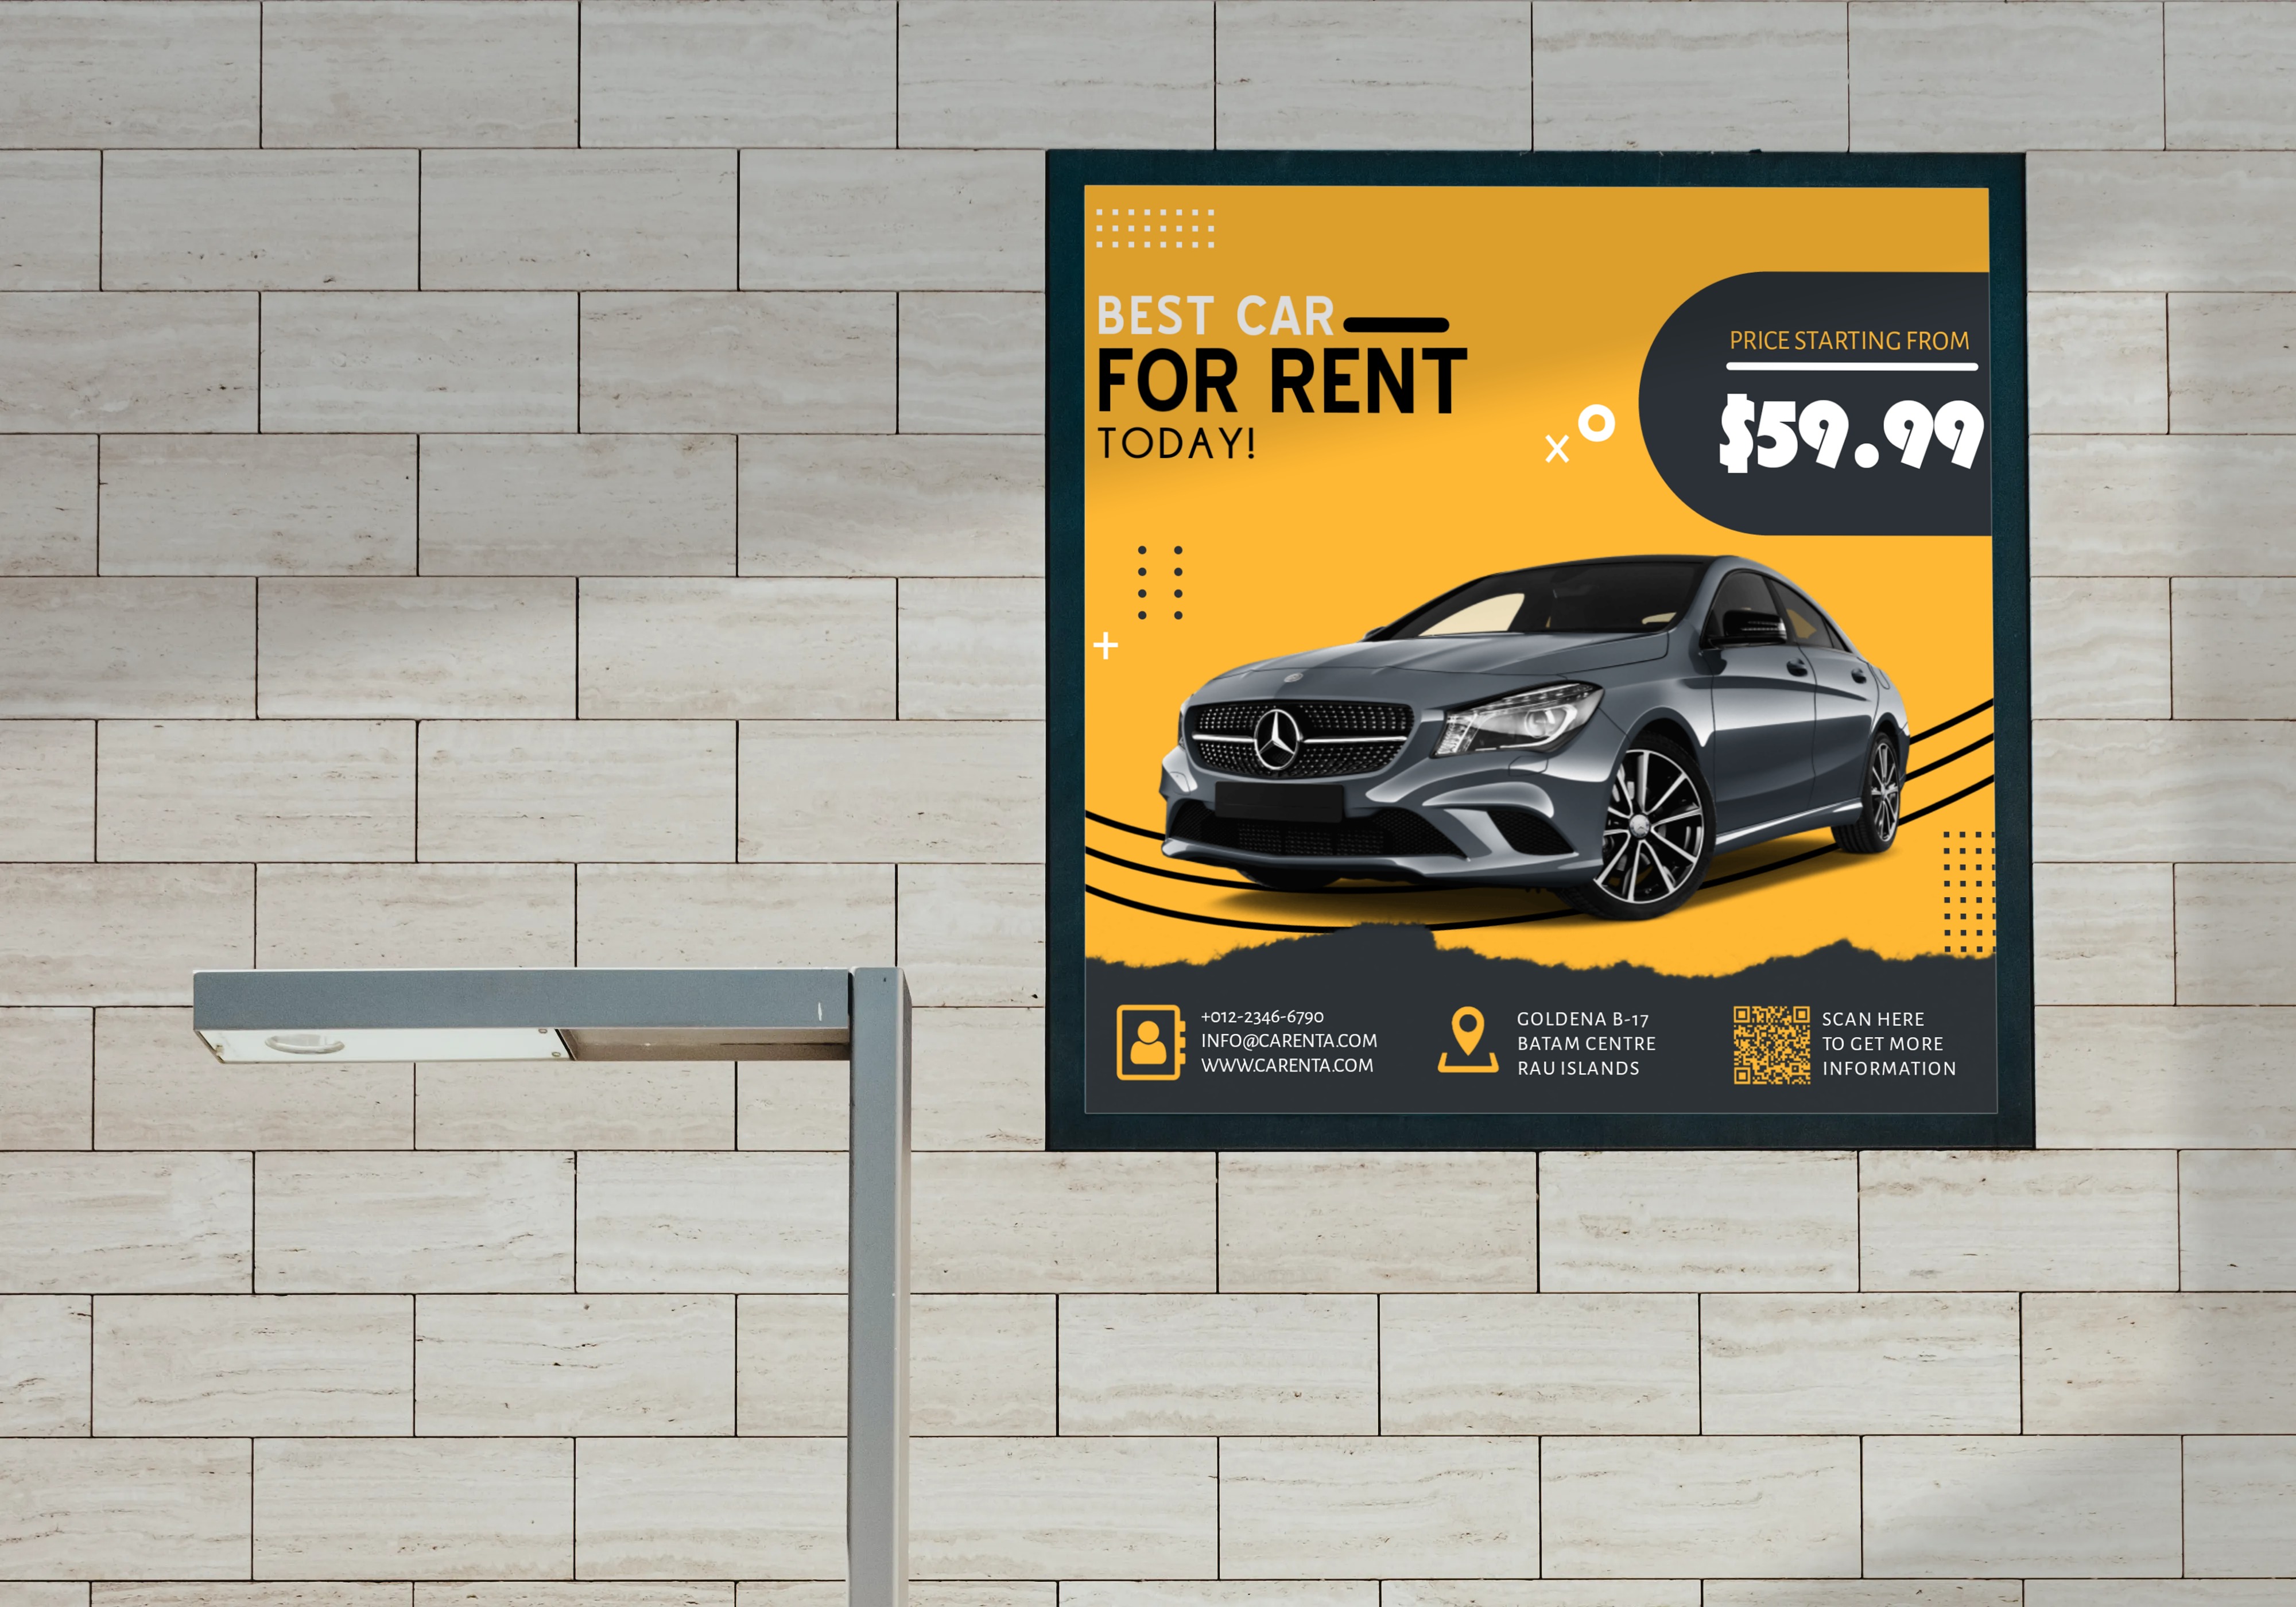 BEST CAR
FOR RENT
TODAY!
PRICE STARTING FROM
$59.99
+012-2346-6790
INFO@CARENTA.COM
WWW.CARENTA.COM
GOLDENA B-17
BATAM CENTRE
RAU ISLANDS
SCAN HERE
TO GET MORE
INFORMATION